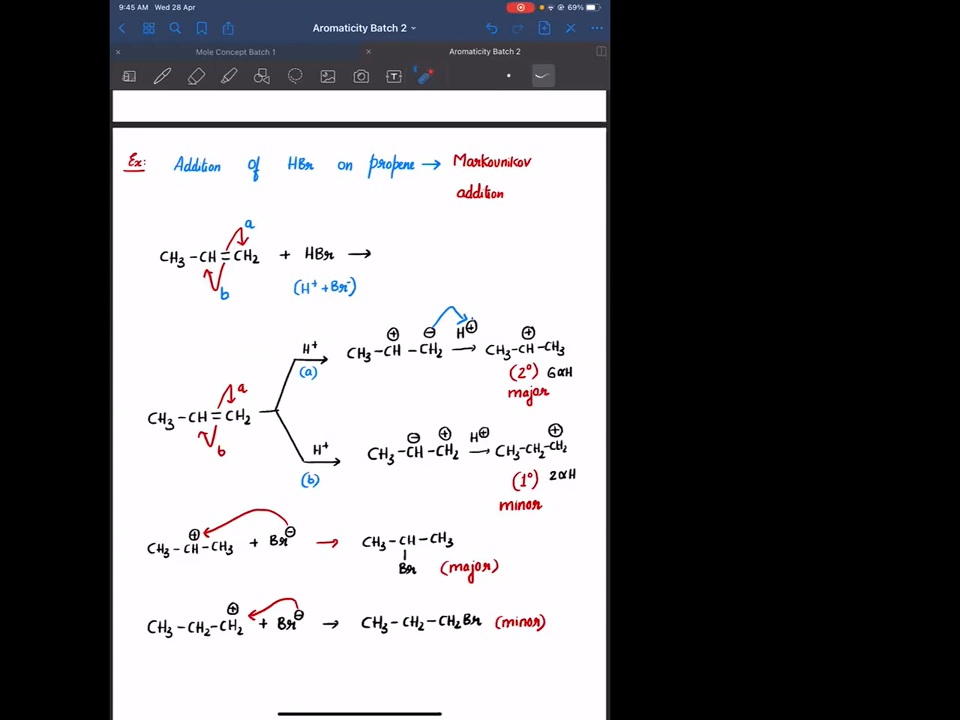 9:45 AM Wed 28 Apr
69%
Aromaticity Batch 2
Mole Concept Batch 1
Aromaticity Batch 2
Ex: Addition of HBr on propene → Markovnikov
addition
a
CH3 – CH = CH2 + HBr →
b (H+ + Br-)
H+ CH3 – CH – CH2 → CH3 – CH – CH3
⊕ ⊖ H⊕ ⊕
(a) (2°) 6αH
major
a
CH3 – CH = CH2
b
H+ CH3 – CH – CH2 → CH3 – CH2 – CH2
⊖ ⊕ H⊕ ⊕
(b) (1°) 2αH
minor
⊕ ⊖
CH3 – CH – CH3 + Br → CH3 – CH – CH3
|
Br (major)
⊕ ⊖
CH3 – CH2 – CH2 + Br → CH3 – CH2 – CH2Br (minor)